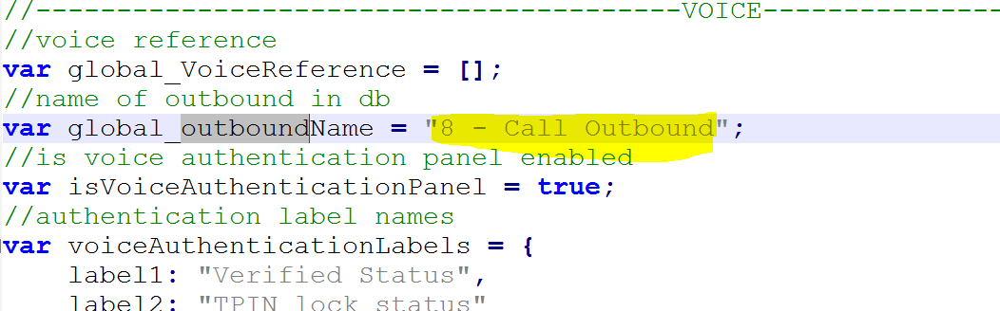 //----------------------------------------VOICE---------------
//voice reference
var global_VoiceReference = [];
//name of outbound in db
var global_outboundName = "8 - Call Outbound";
//is voice authentication panel enabled
var isVoiceAuthenticationPanel = true;
//authentication label names
var voiceAuthenticationLabels = {
label1: "Verified Status",
label2: "TPIN lock status"